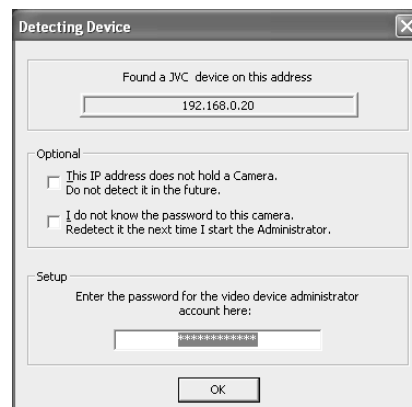 Detecting Device
Found a JVC device on this address
192.168.0.20
Optional
This IP address does not hold a Camera.
Do not detect it in the future.
I do not know the password to this camera.
Redetect it the next time I start the Administrator.
Setup
Enter the password for the video device administrator
account here:
************
OK